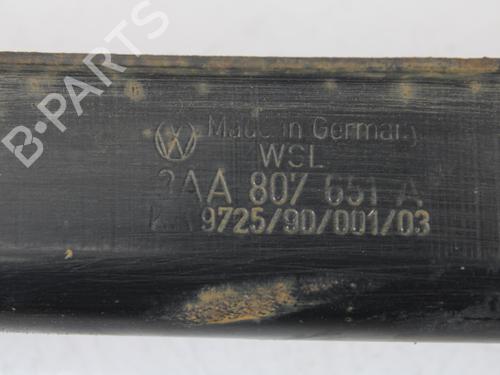 B-PARTS
Made in Germany
WSL
3AA 807 651 A
9725/90/001/03